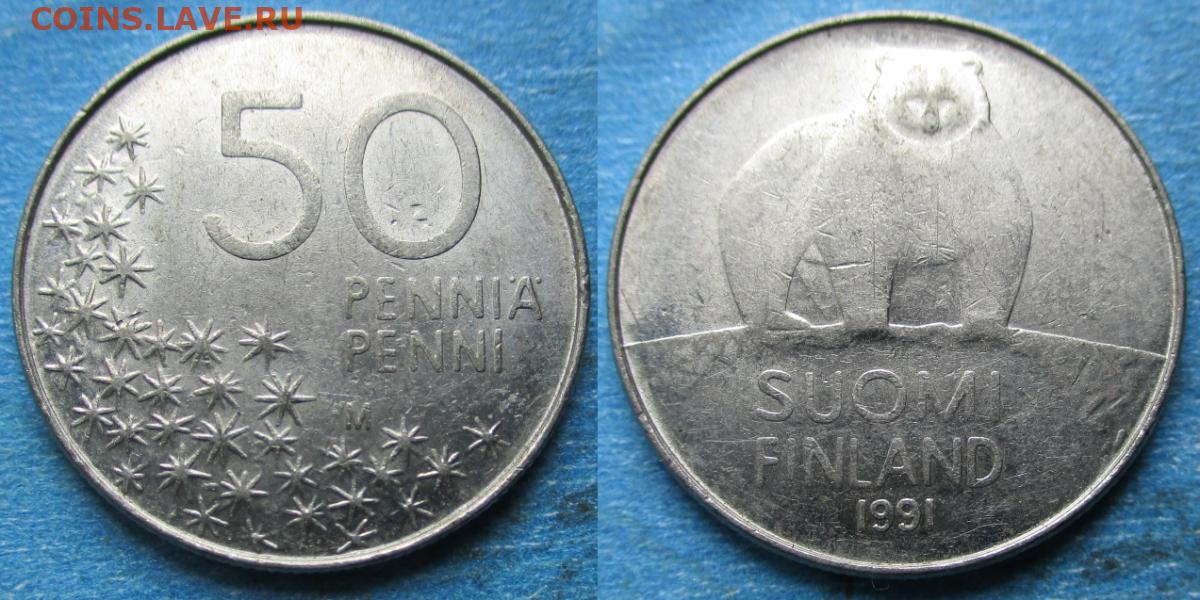 COINS.LAVE.RU
50
PENNIÄ
PENNI
M
SUOMI
FINLAND
1991